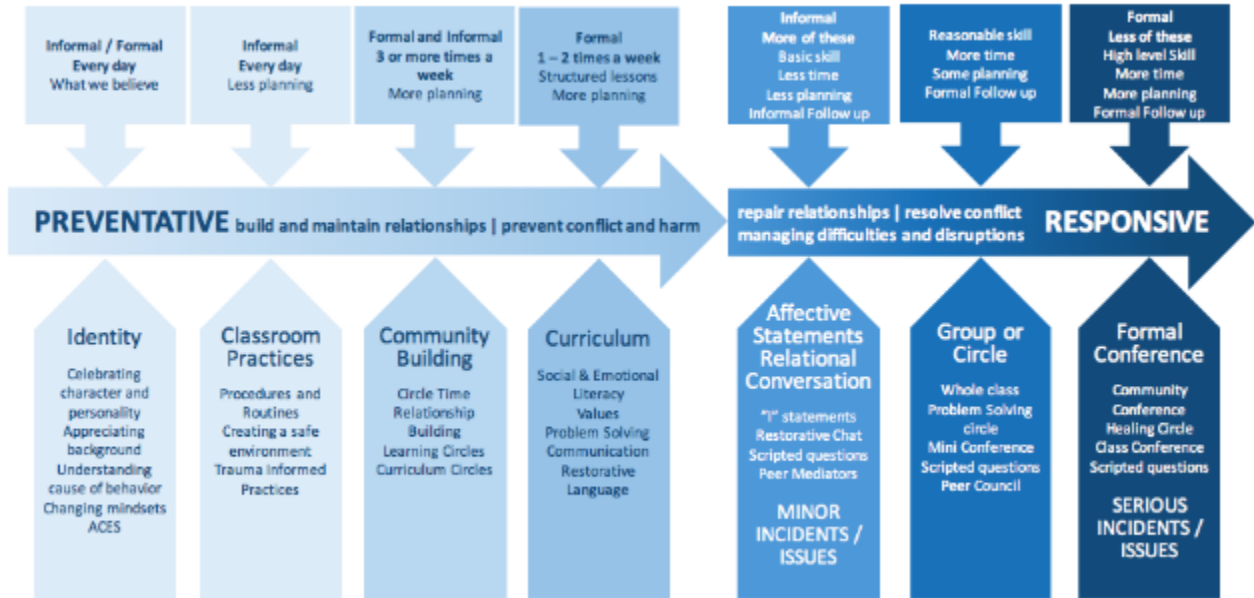 Informal / Formal
Every day
What we believe
Informal
Every day
Less planning
Formal and Informal
3 or more times a
week
More planning
Formal
1 – 2 times a week
Structured lessons
More planning
Informal
More of these
Basic skill
Less time
Less planning
Informal Follow up
Reasonable skill
More time
Some planning
Formal Follow up
Formal
Less of these
High level Skill
More time
More planning
Formal Follow up
PREVENTATIVE build and maintain relationships | prevent conflict and harm
repair relationships | resolve conflict
managing difficulties and disruptions
RESPONSIVE
Identity
Celebrating
character and
personality
Appreciating
background
Understanding
cause of behavior
Changing mindsets
ACES
Classroom
Practices
Procedures and
Routines
Creating a safe
environment
Trauma Informed
Practices
Community
Building
Circle Time
Relationship
Building
Learning Circles
Curriculum Circles
Curriculum
Social & Emotional
Literacy
Values
Problem Solving
Communication
Restorative
Language
Affective
Statements
Relational
Conversation
"I" statements
Restorative Chat
Scripted questions
Peer Mediators
MINOR
INCIDENTS /
ISSUES
Group or
Circle
Whole class
Problem Solving
circle
Mini Conference
Scripted questions
Peer Council
Formal
Conference
Community
Conference
Healing Circle
Class Conference
Scripted questions
SERIOUS
INCIDENTS /
ISSUES